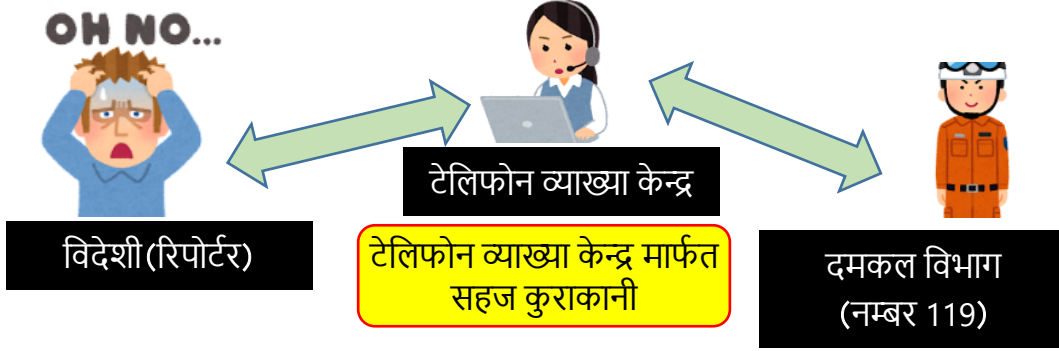 OH NO...
टेलिफोन व्याख्या केन्द्र
विदेशी(रिपोर्टर)
टेलिफोन व्याख्या केन्द्र मार्फत
सहज कुराकानी
दमकल विभाग
(नम्बर 119)